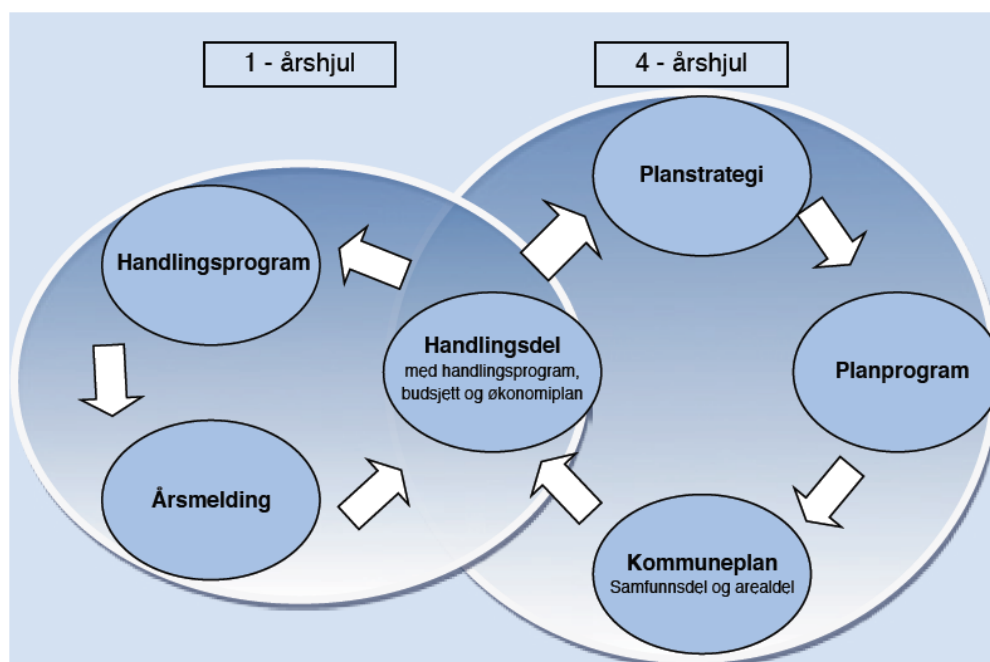 1 - årshjul
4 - årshjul
Planstrategi
Handlingsprogram
Handlingsdel
med handlingsprogram,
budsjett og økonomiplan
Planprogram
Årsmelding
Kommuneplan
Samfunnsdel og arealdel